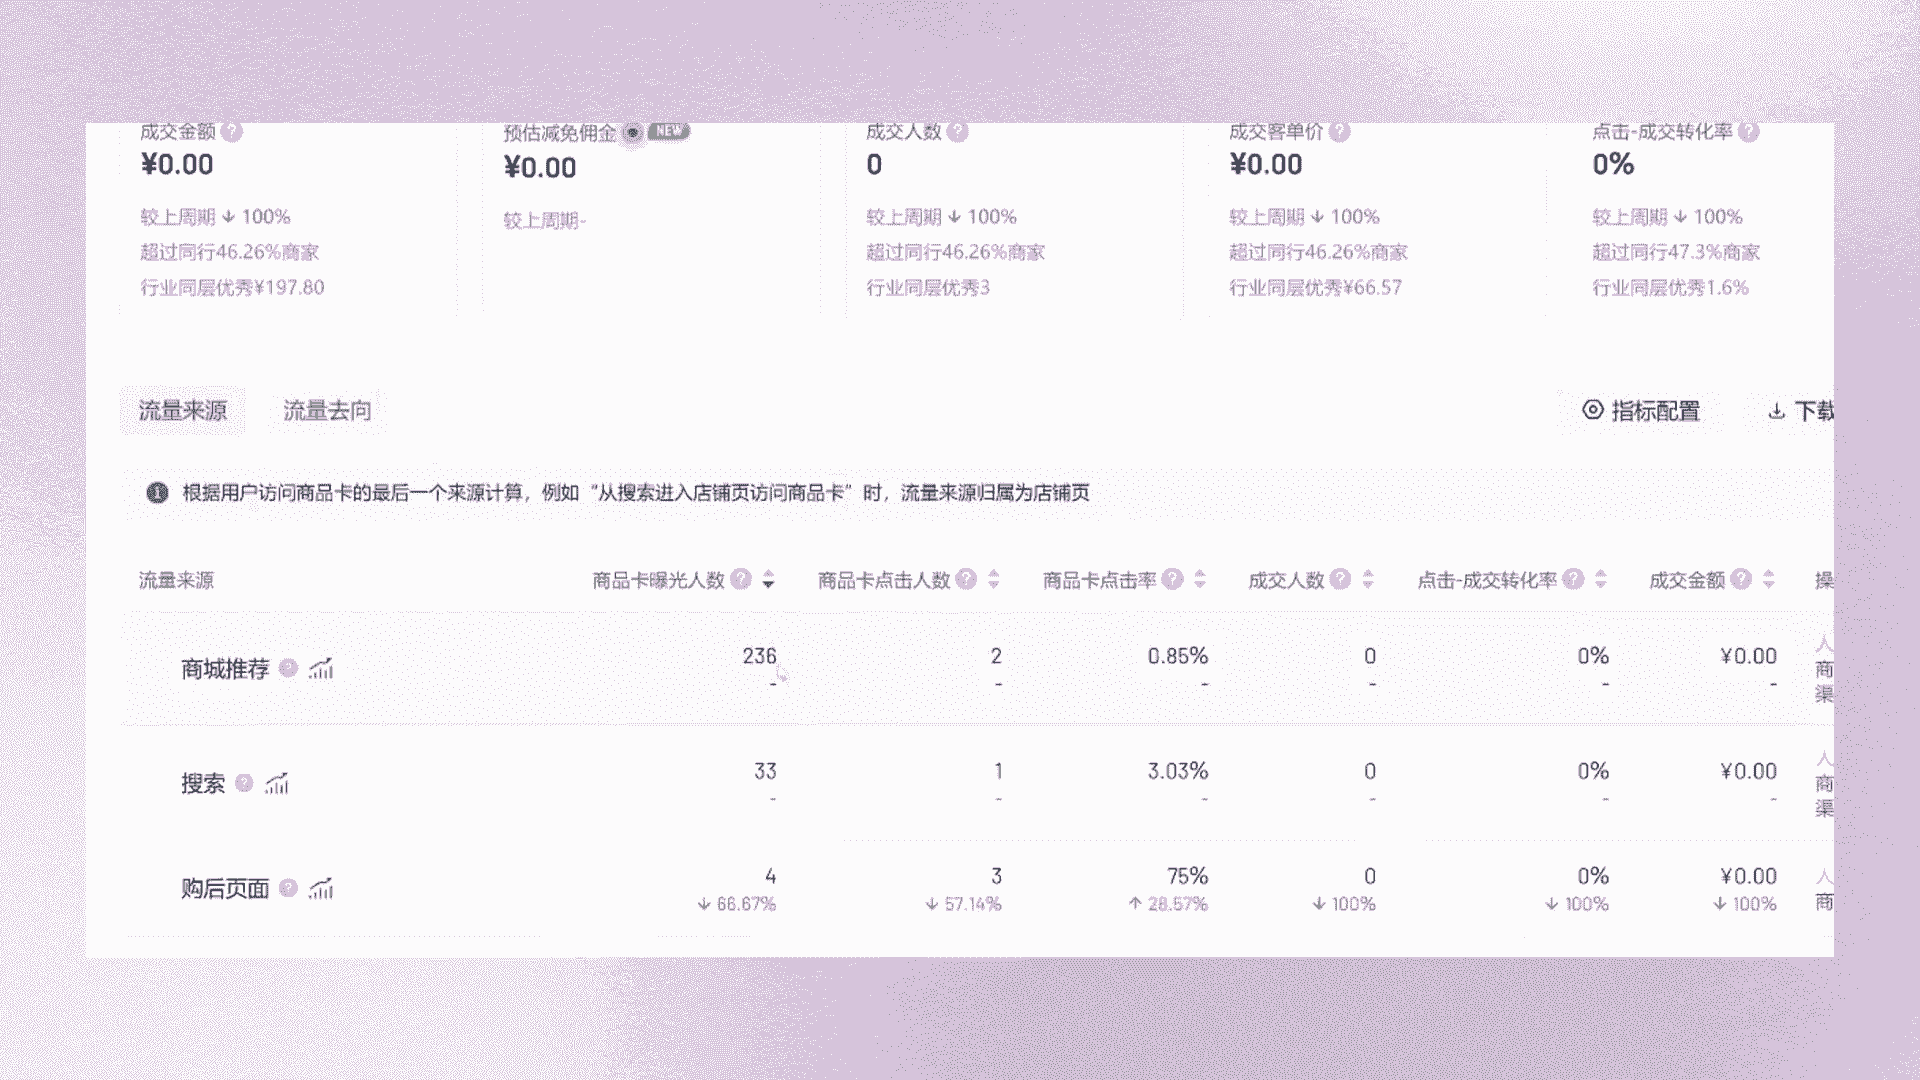 成交金额
¥0.00
较上周期 ↓ 100%
超过同行46.26%商家
行业同层优秀¥197.80
预估减免佣金 NEW
¥0.00
较上周期-
成交人数
0
较上周期 ↓ 100%
超过同行46.26%商家
行业同层优秀3
成交客单价
¥0.00
较上周期 ↓ 100%
超过同行46.26%商家
行业同层优秀¥66.57
点击-成交转化率
0%
较上周期 ↓ 100%
超过同行47.3%商家
行业同层优秀1.6%
流量来源 流量去向 指标配置 下载
根据用户访问商品卡的最后一个来源计算，例如“从搜索进入店铺页访问商品卡”时，流量来源归属为店铺页
流量来源 商品卡曝光人数 商品卡点击人数 商品卡点击率 成交人数 点击-成交转化率 成交金额 操
商城推荐 236 2 0.85% 0 0% ¥0.00 人
- - - - - - 商
渠
搜索 33 1 3.03% 0 0% ¥0.00 人
- - - - - - 商
渠
购后页面 4 3 75% 0 0% ¥0.00 人
↓ 66.67% ↓ 57.14% ↑ 28.57% ↓ 100% ↓ 100% ↓ 100% 商